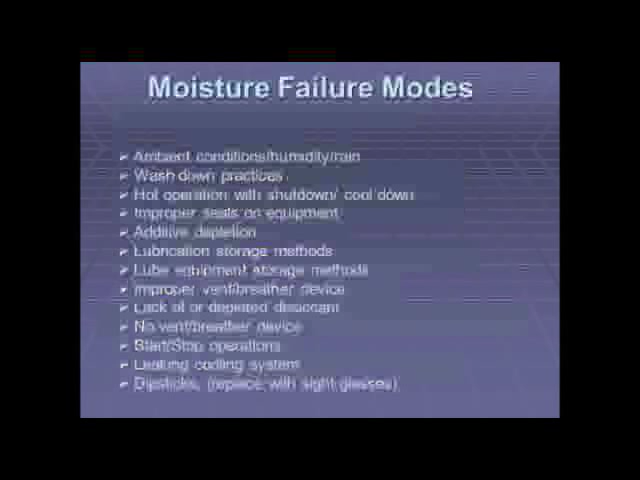 Moisture Failure Modes
Ambient conditions/humidity/rain
Wash down practices
Hot operation with shutdown/ cool down
Improper seals on equipment
Additive depletion
Lubrication storage methods
Lube equipment storage methods
Improper vent/breather device
Lack of or depleted desiccant
No vent/breather device
Start/Stop operations
Leaking cooling system
Dipsticks, (replace with sight glasses)